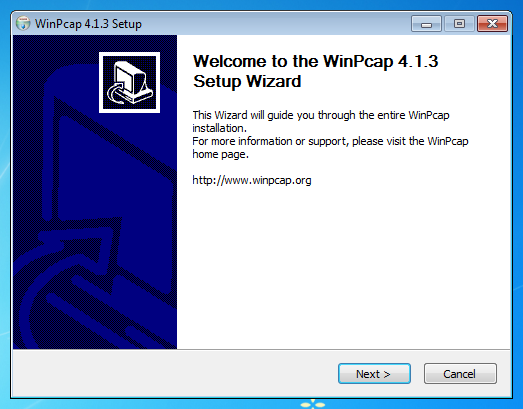 WinPcap 4.1.3 Setup
Welcome to the WinPcap 4.1.3
Setup Wizard
This Wizard will guide you through the entire WinPcap
installation.
For more information or support, please visit the WinPcap
home page.
http://www.winpcap.org
Next >
Cancel